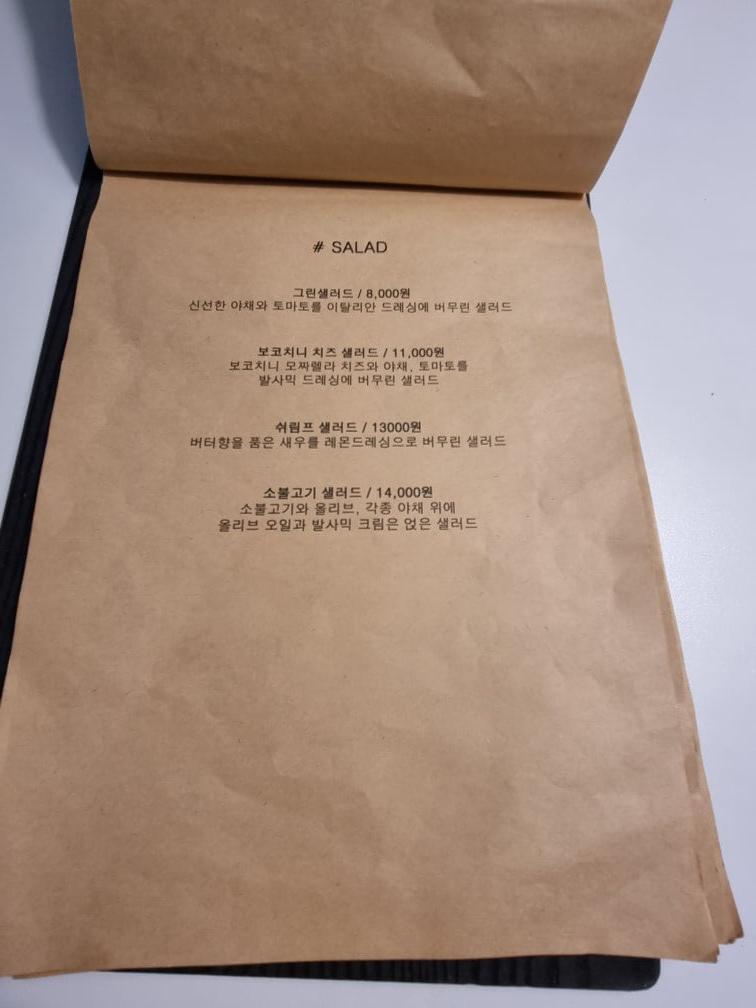 # SALAD
그린샐러드 / 8,000원
신선한 야채와 토마토를 이탈리안 드레싱에 버무린 샐러드
보코치니 치즈 샐러드 / 11,000원
보코치니 모짜렐라 치즈와 야채, 토마토를
발사믹 드레싱에 버무린 샐러드
쉬림프 샐러드 / 13000원
버터향을 품은 새우를 레몬드레싱으로 버무린 샐러드
소불고기 샐러드 / 14,000원
소불고기와 올리브, 각종 야채 위에
올리브 오일과 발사믹 크림은 얹은 샐러드